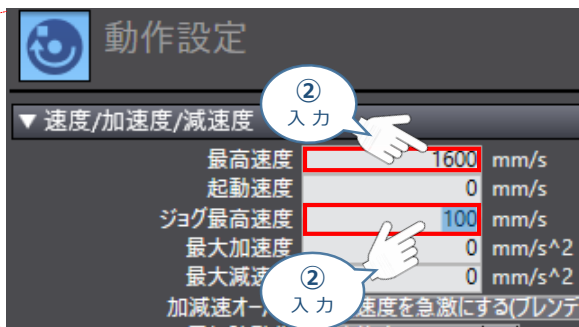 動作設定
②
入 力
▼ 速度/加速度/減速度
最高速度 1600 mm/s
起動速度 0 mm/s
ジョグ最高速度 100 mm/s
最大加速度 0 mm/s^2
最大減速 0 mm/s^2
②
入 力
加減速オー 速度を急激にする(ブレンデ